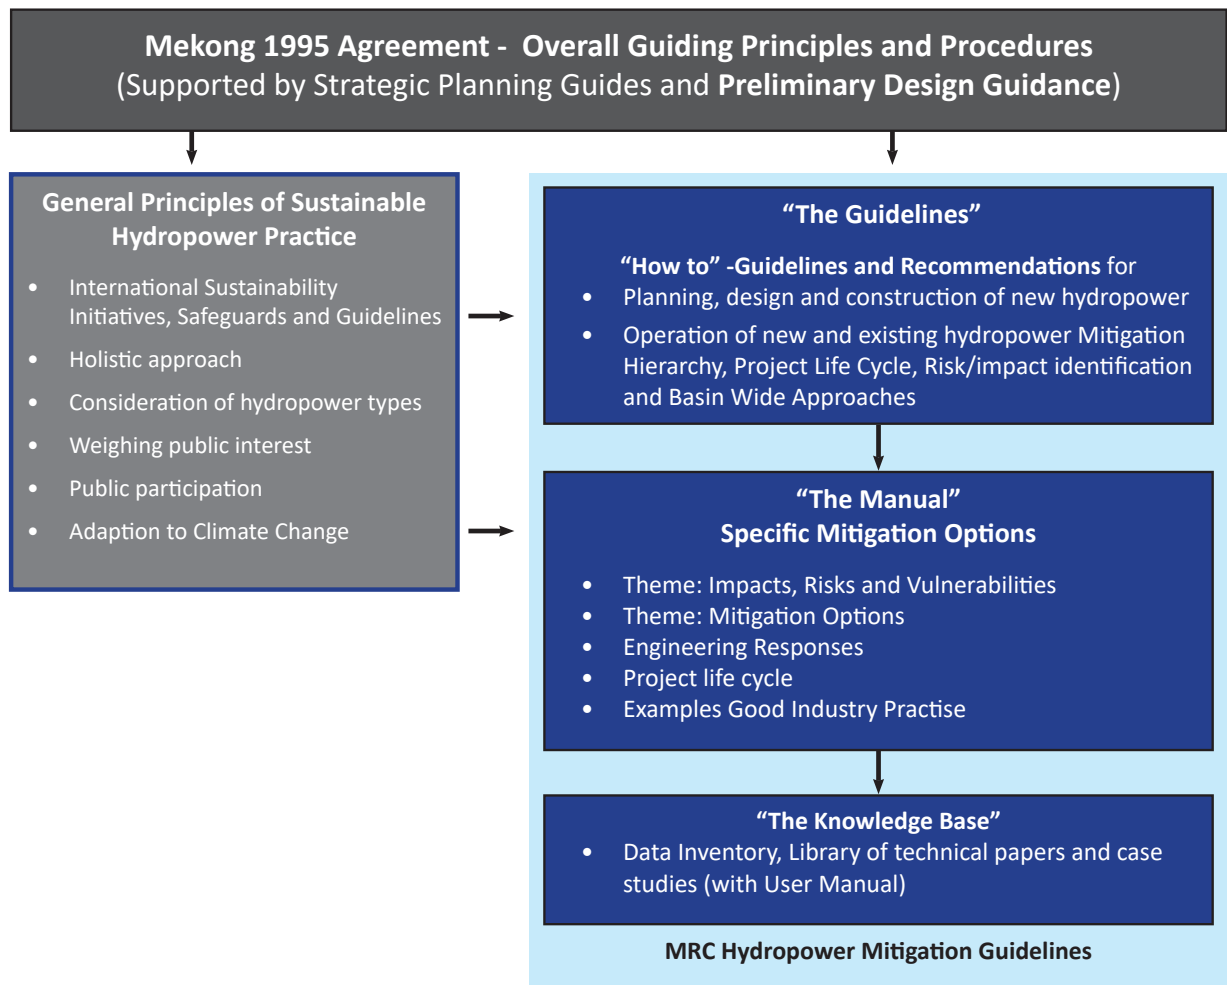 Mekong 1995 Agreement - Overall Guiding Principles and Procedures
(Supported by Strategic Planning Guides and Preliminary Design Guidance)
General Principles of Sustainable
Hydropower Practice
• International Sustainability
Initiatives, Safeguards and Guidelines
• Holistic approach
• Consideration of hydropower types
• Weighing public interest
• Public participation
• Adaption to Climate Change
“The Guidelines”
“How to” -Guidelines and Recommendations for
• Planning, design and construction of new hydropower
• Operation of new and existing hydropower Mitigation
Hierarchy, Project Life Cycle, Risk/impact identification
and Basin Wide Approaches
“The Manual”
Specific Mitigation Options
• Theme: Impacts, Risks and Vulnerabilities
• Theme: Mitigation Options
• Engineering Responses
• Project life cycle
• Examples Good Industry Practise
“The Knowledge Base”
• Data Inventory, Library of technical papers and case
studies (with User Manual)
MRC Hydropower Mitigation Guidelines